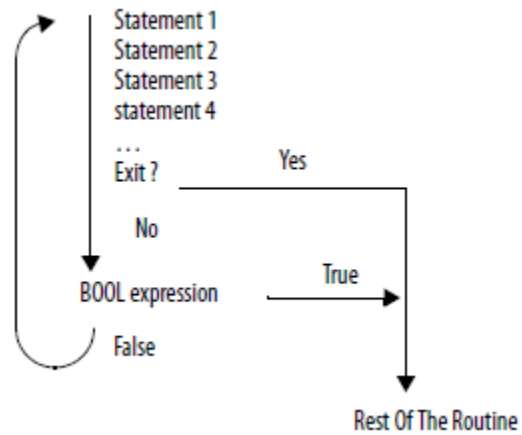 Statement 1
Statement 2
Statement 3
statement 4
...
Exit ?
Yes
No
BOOL expression
True
False
Rest Of The Routine